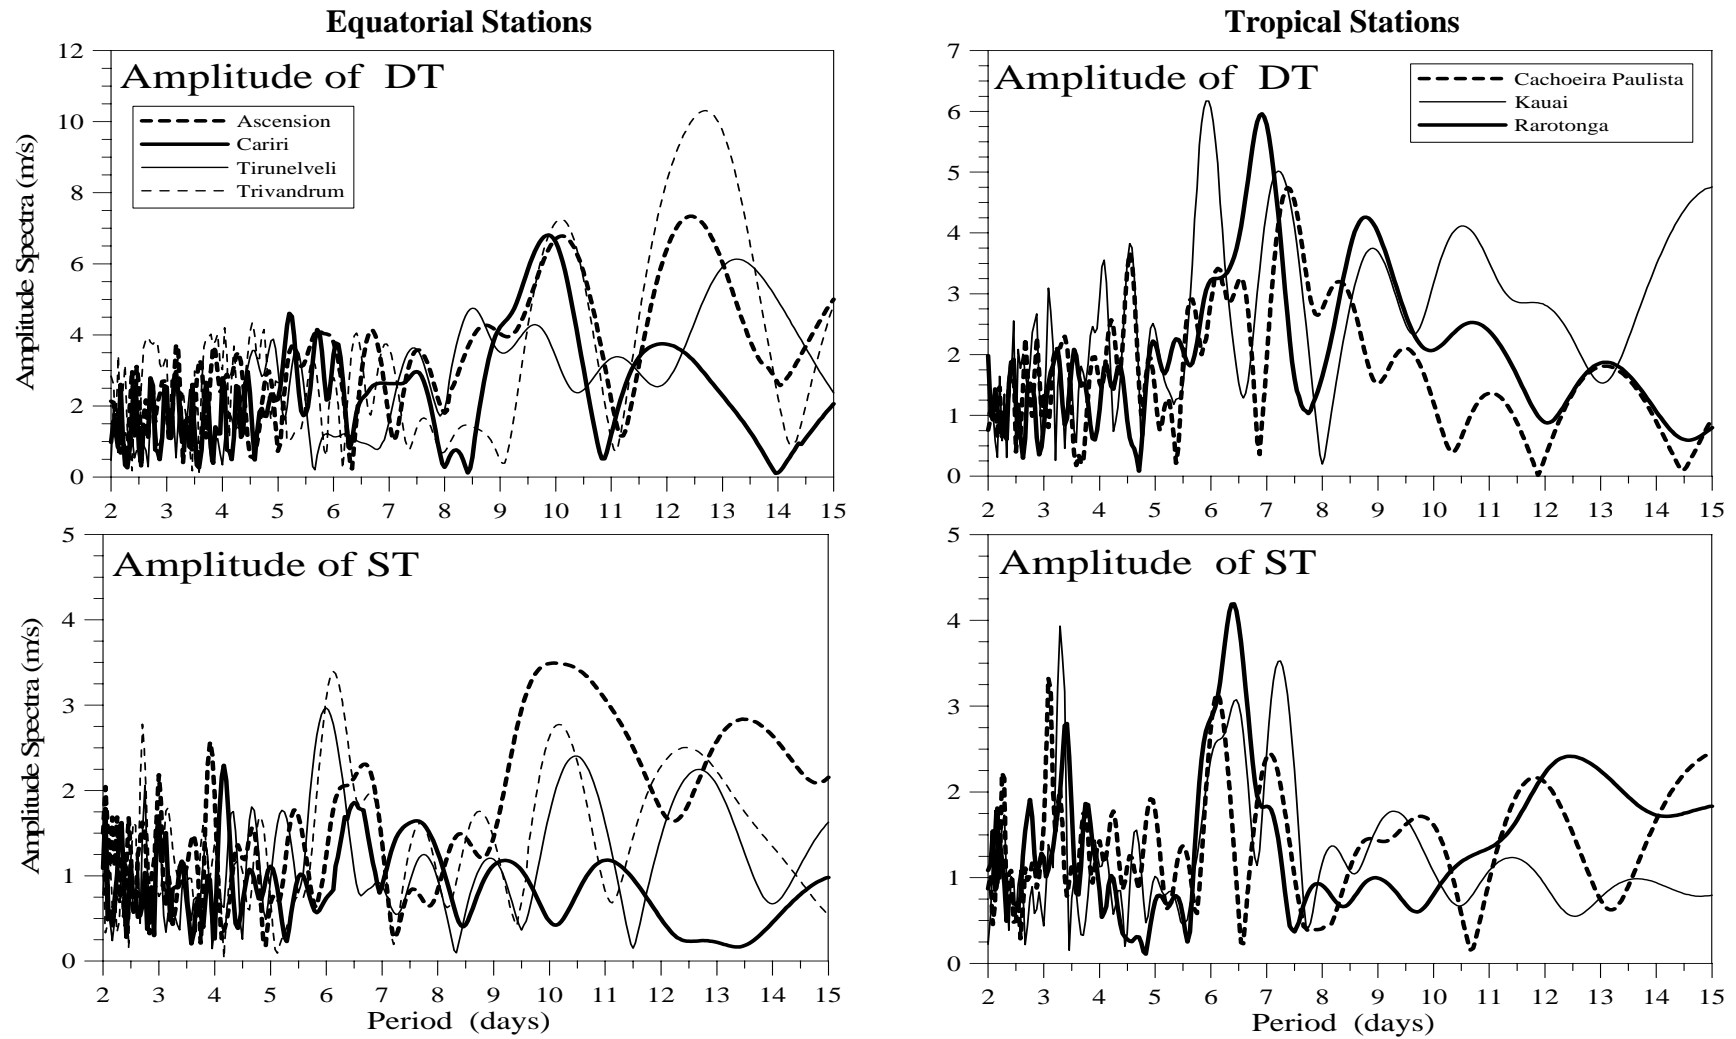 Equatorial Stations
Amplitude of DT
Ascension
Cariri
Tirunelveli
Trivandrum
Amplitude Spectra (m/s)
12
10
8
6
4
2
0
2 3 4 5 6 7 8 9 10 11 12 13 14 15
Tropical Stations
Amplitude of DT
Cachoeira Paulista
Kauai
Rarotonga
7
6
5
4
3
2
1
0
2 3 4 5 6 7 8 9 10 11 12 13 14 15
Amplitude of ST
Amplitude Spectra (m/s)
5
4
3
2
1
0
2 3 4 5 6 7 8 9 10 11 12 13 14 15
Period (days)
Amplitude of ST
5
4
3
2
1
0
2 3 4 5 6 7 8 9 10 11 12 13 14 15
Period (days)